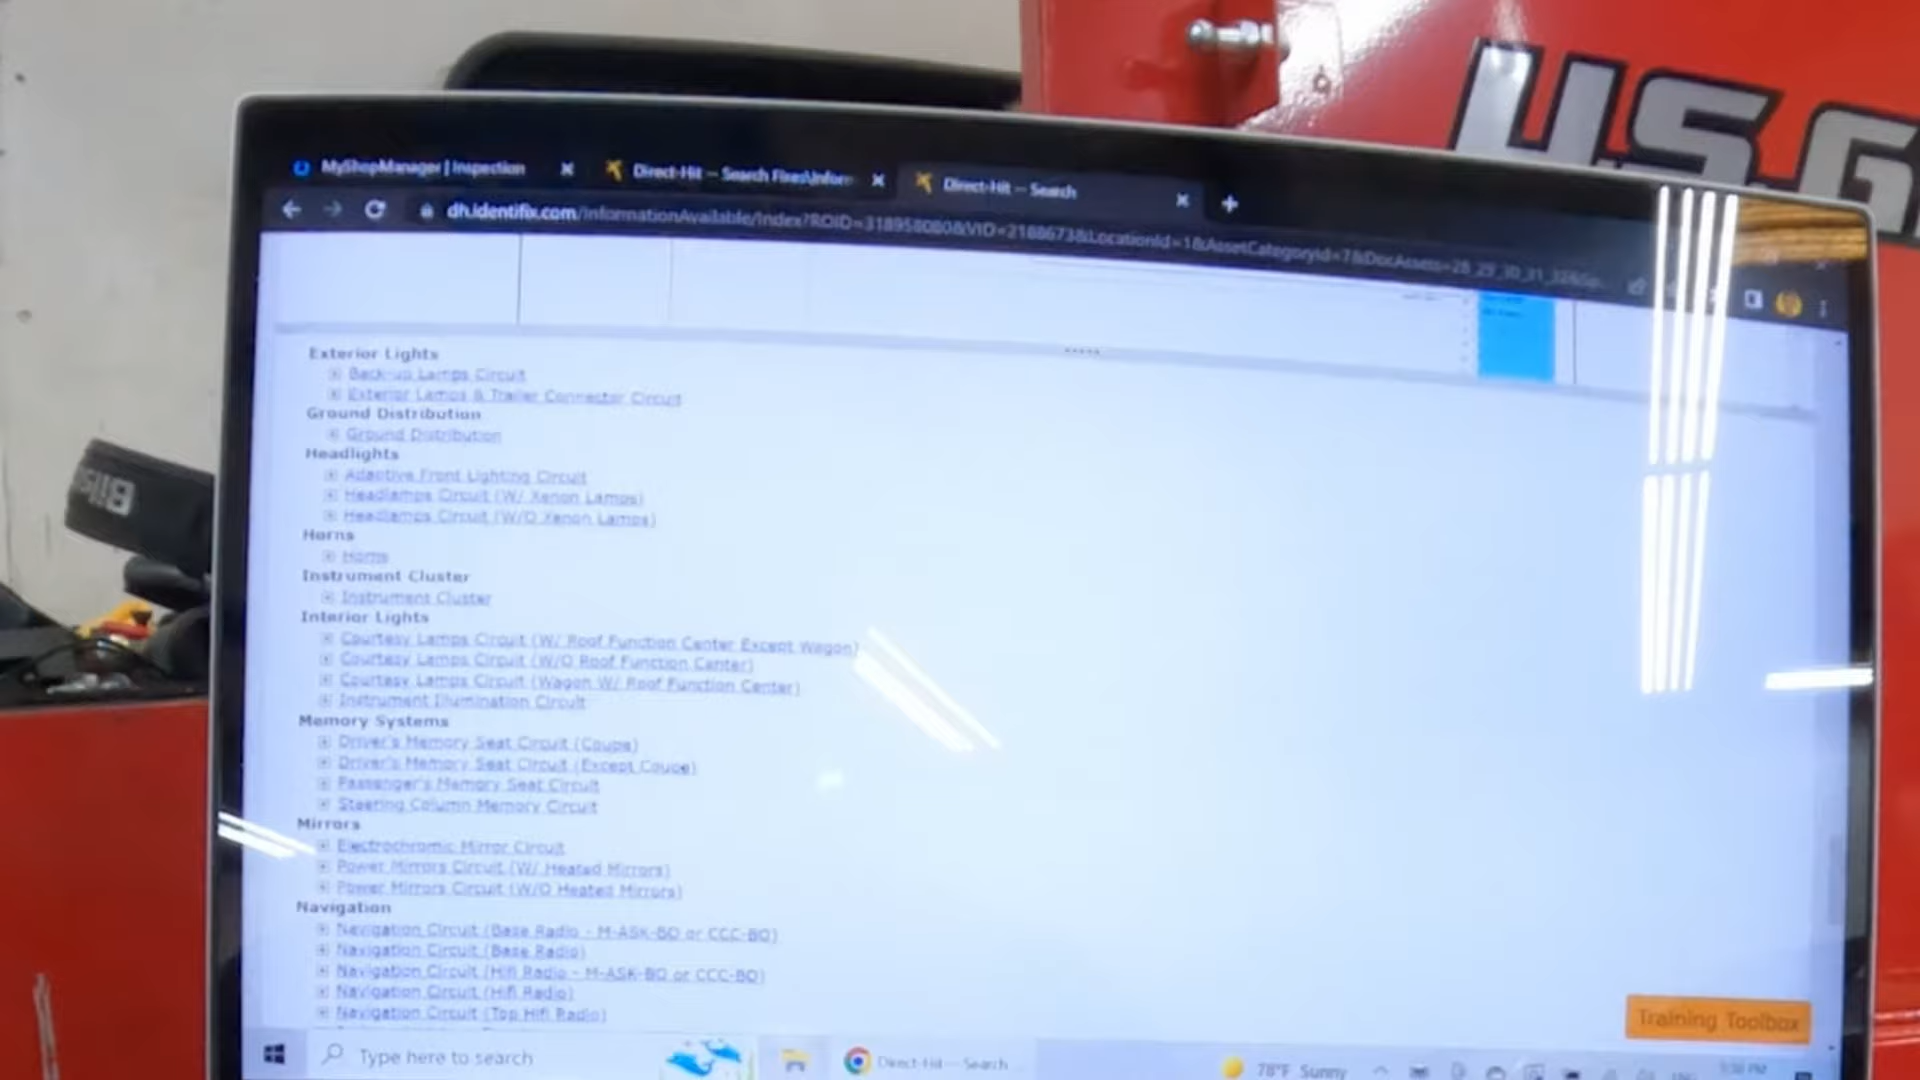 U.S.G
MyShopManager | Inspection
Direct-Hit -- Search Fixes\Inform
Direct-Hit -- Search
dh.identifix.com/InformationAvailable/Index?ROID=318958080&VID=2188673&LocationId=1&AssetCategoryId=7&DocAssets=28_29_30_31_32
Exterior Lights
Back-up Lamps Circuit
Exterior Lamps & Trailer Connector Circuit
Ground Distribution
Ground Distribution
Headlights
Adaptive Front Lighting Circuit
Headlamps Circuit (W/ Xenon Lamps)
Headlamps Circuit (W/O Xenon Lamps)
Horns
Horns
Instrument Cluster
Instrument Cluster
Interior Lights
Courtesy Lamps Circuit (W/ Roof Function Center Except Wagon)
Courtesy Lamps Circuit (W/O Roof Function Center)
Courtesy Lamps Circuit (Wagon W/ Roof Function Center)
Instrument Illumination Circuit
Memory Systems
Driver's Memory Seat Circuit (Coupe)
Driver's Memory Seat Circuit (Except Coupe)
Passenger's Memory Seat Circuit
Steering Column Memory Circuit
Mirrors
Electrochromic Mirror Circuit
Power Mirrors Circuit (W/ Heated Mirrors)
Power Mirrors Circuit (W/O Heated Mirrors)
Navigation
Navigation Circuit (Base Radio - M-ASK-BO or CCC-BO)
Navigation Circuit (Base Radio)
Navigation Circuit (Hifi Radio - M-ASK-BO or CCC-BO)
Navigation Circuit (Hifi Radio)
Navigation Circuit (Top Hifi Radio)
Training Toolbox
Type here to search
Direct-Hit -- Search
78°F Sunny